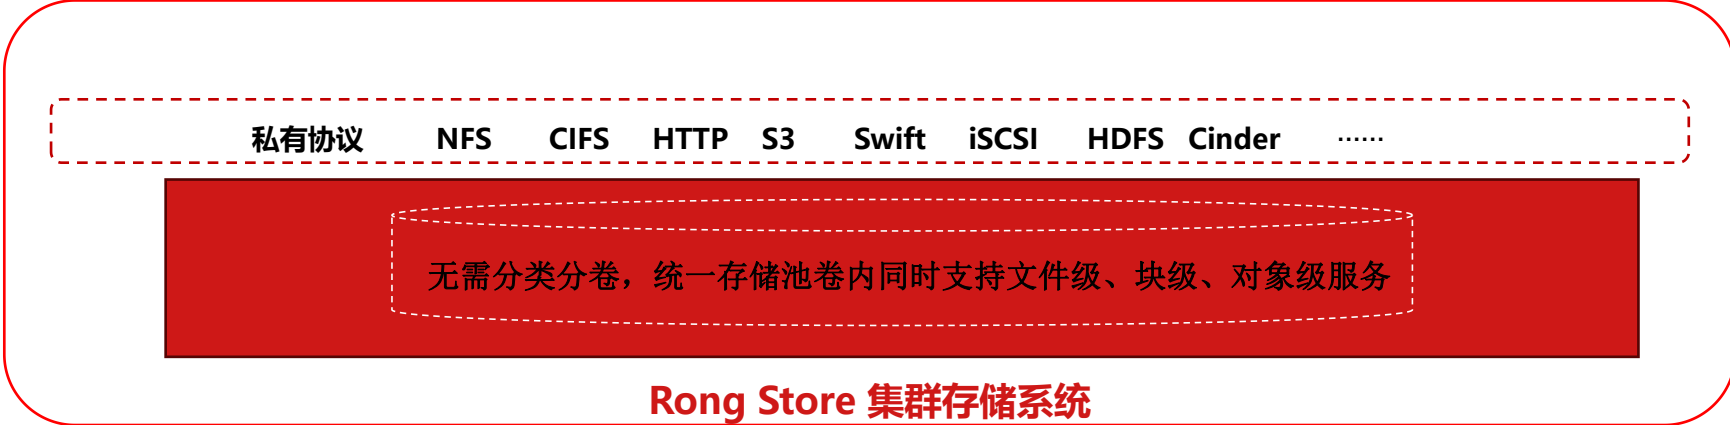 私有协议 NFS CIFS HTTP S3 Swift iSCSI HDFS Cinder ······
无需分类分卷，统一存储池卷内同时支持文件级、块级、对象级服务
Rong Store 集群存储系统